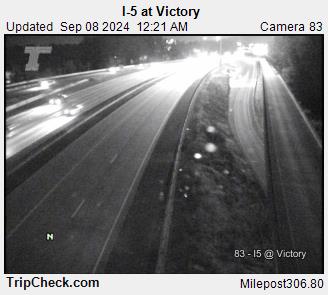 I-5 at Victory
Updated Sep 08 2024 12:21 AM Camera 83
T
N
83 - I5 @ Victory
TripCheck.com Milepost306.80